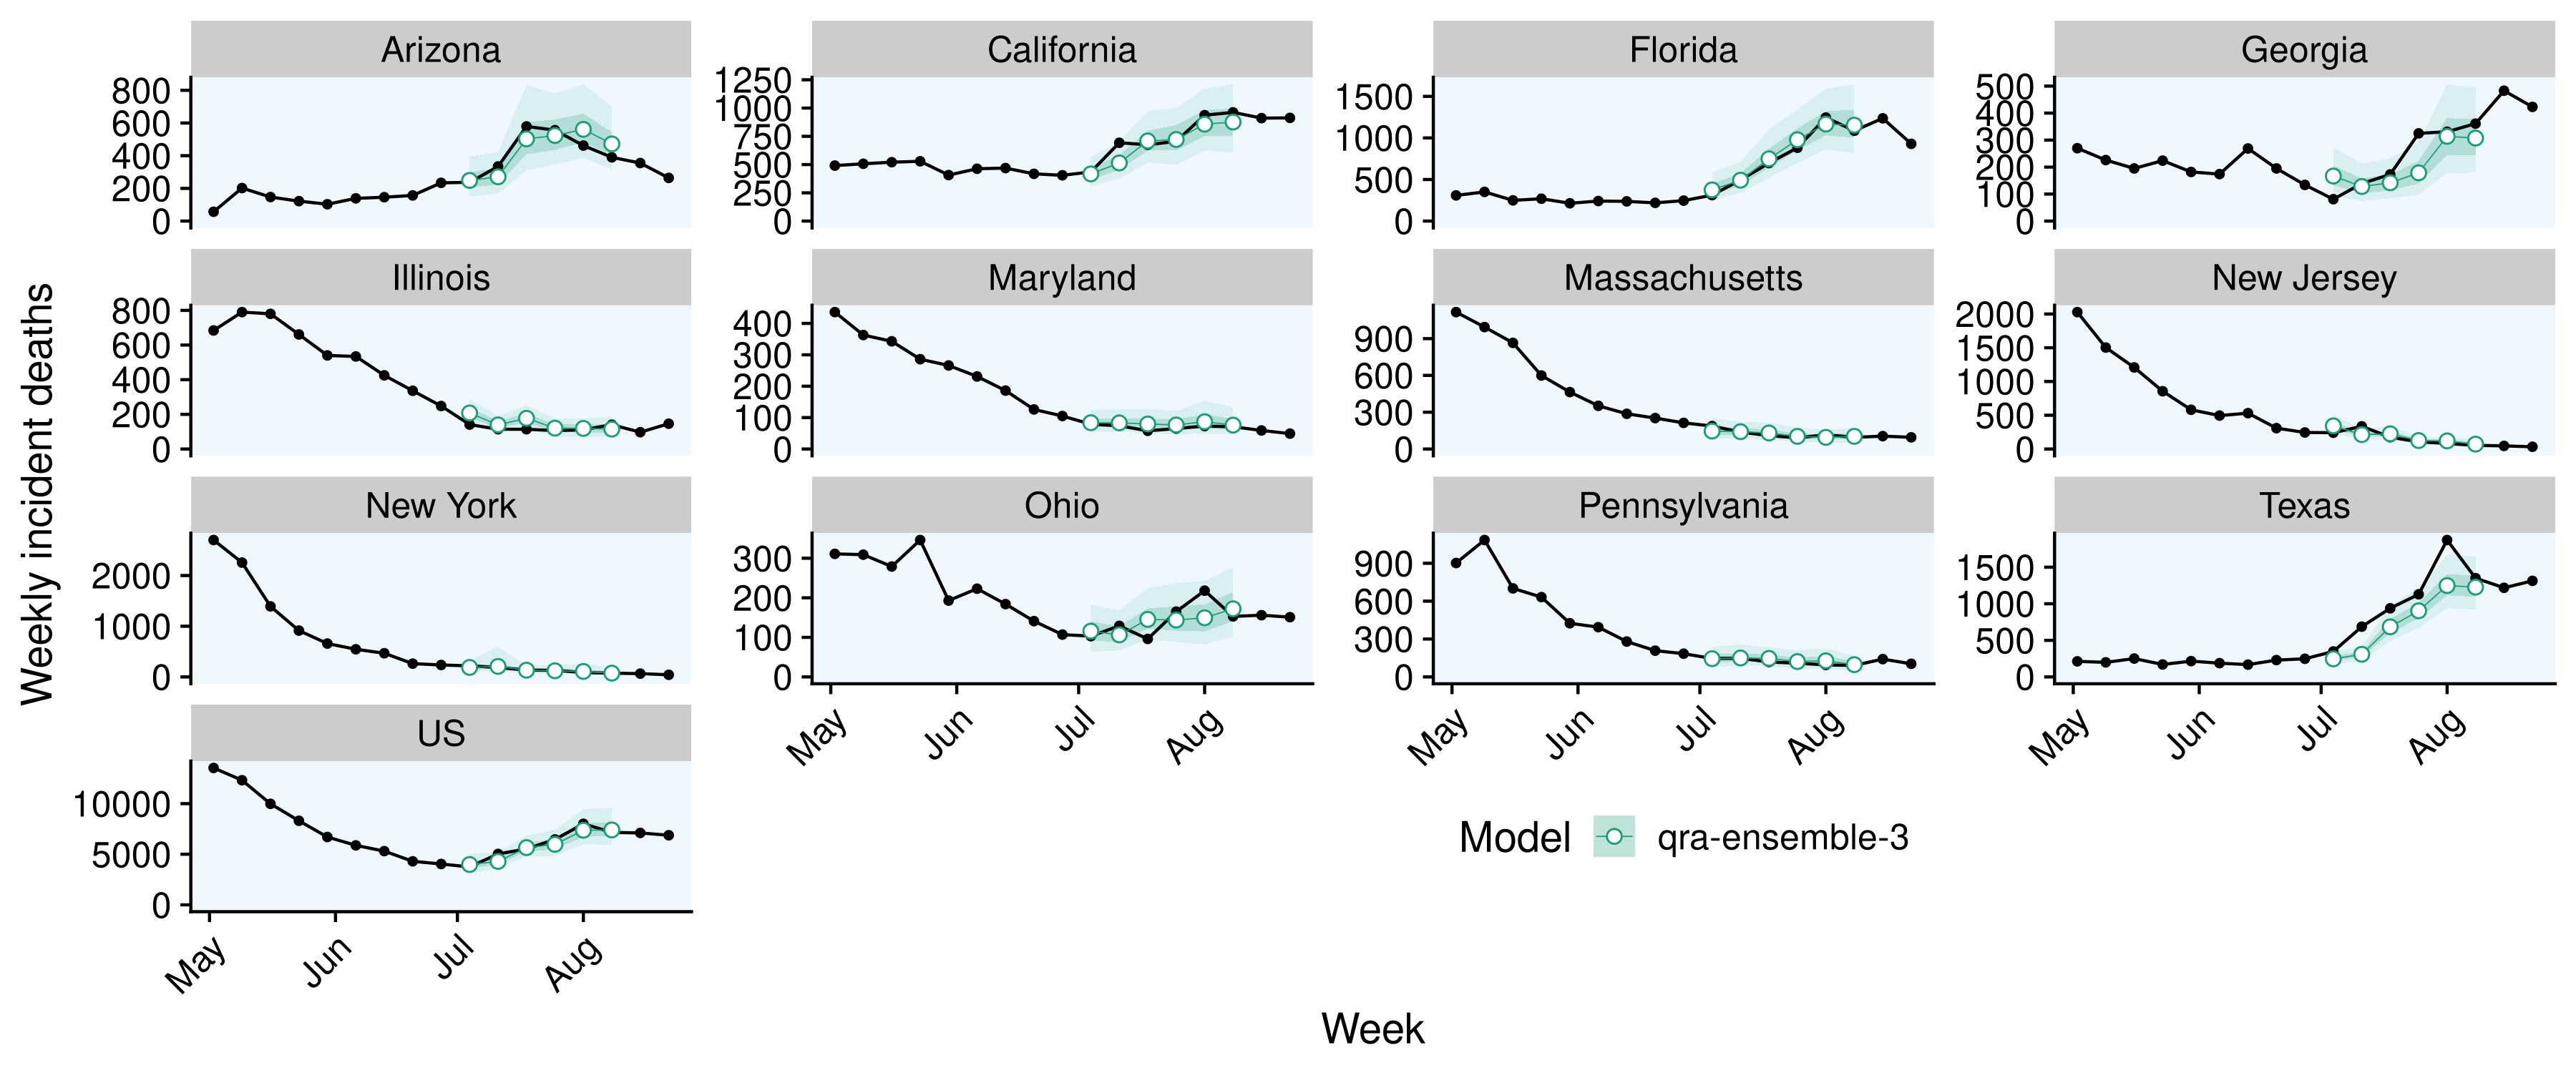 Arizona California Florida Georgia
800 600 400 200 0
1250 1000 750 500 250 0
1500 1000 500 0
500 400 300 200 100 0
Illinois Maryland Massachusetts New Jersey
800 600 400 200 0
400 300 200 100 0
900 600 300 0
2000 1500 1000 500 0
Weekly incident deaths
New York Ohio Pennsylvania Texas
2000 1000 0
300 200 100 0
900 600 300 0
1500 1000 500 0
May Jun Jul Aug
May Jun Jul Aug
May Jun Jul Aug
US
10000 5000 0
May Jun Jul Aug
Model qra-ensemble-3
Week